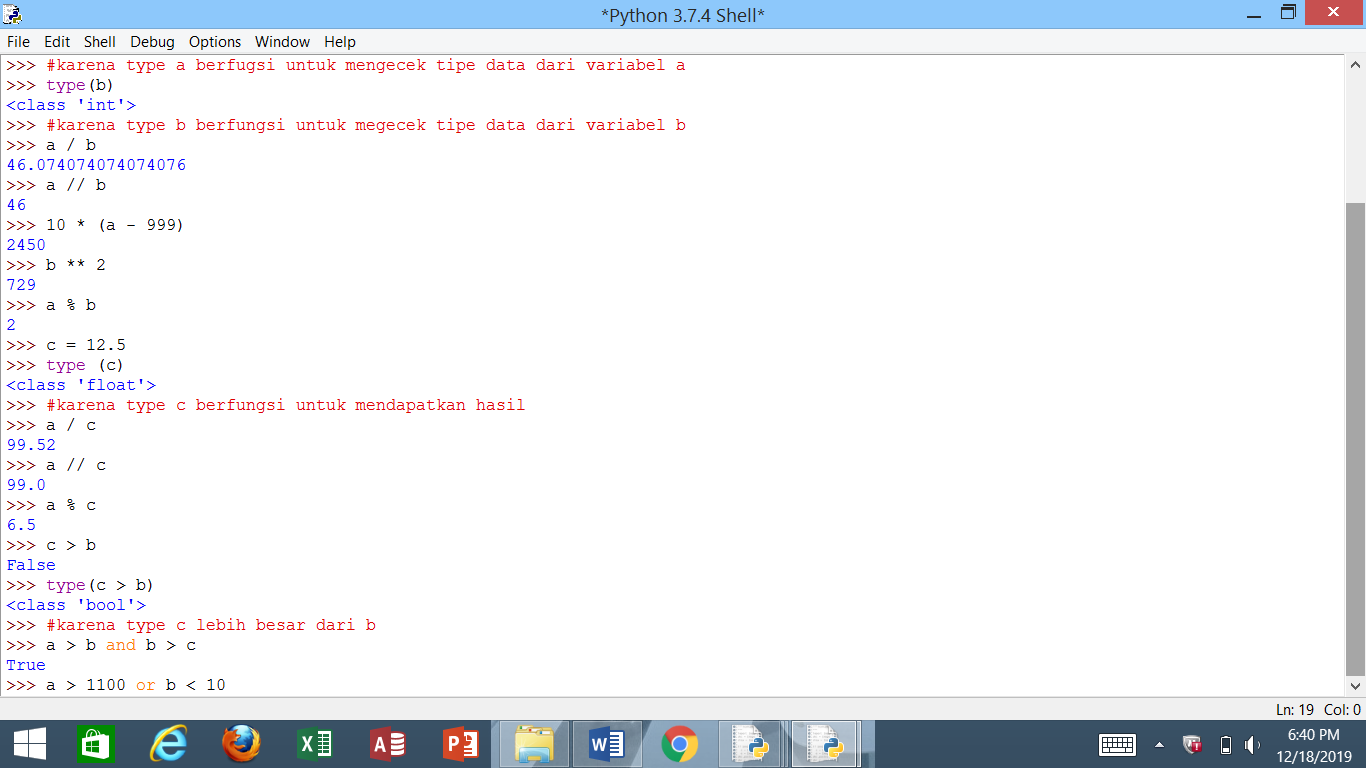 *Python 3.7.4 Shell*
File Edit Shell Debug Options Window Help
>>> #karena type a berfugsi untuk mengecek tipe data dari variabel a
>>> type(b)
<class 'int'>
>>> #karena type b berfungsi untuk megecek tipe data dari variabel b
>>> a / b
46.074074074074076
>>> a // b
46
>>> 10 * (a - 999)
2450
>>> b ** 2
729
>>> a % b
2
>>> c = 12.5
>>> type (c)
<class 'float'>
>>> #karena type c berfungsi untuk mendapatkan hasil
>>> a / c
99.52
>>> a // c
99.0
>>> a % c
6.5
>>> c > b
False
>>> type(c > b)
<class 'bool'>
>>> #karena type c lebih besar dari b
>>> a > b and b > c
True
>>> a > 1100 or b < 10
Ln: 19 Col: 0
6:40 PM
12/18/2019